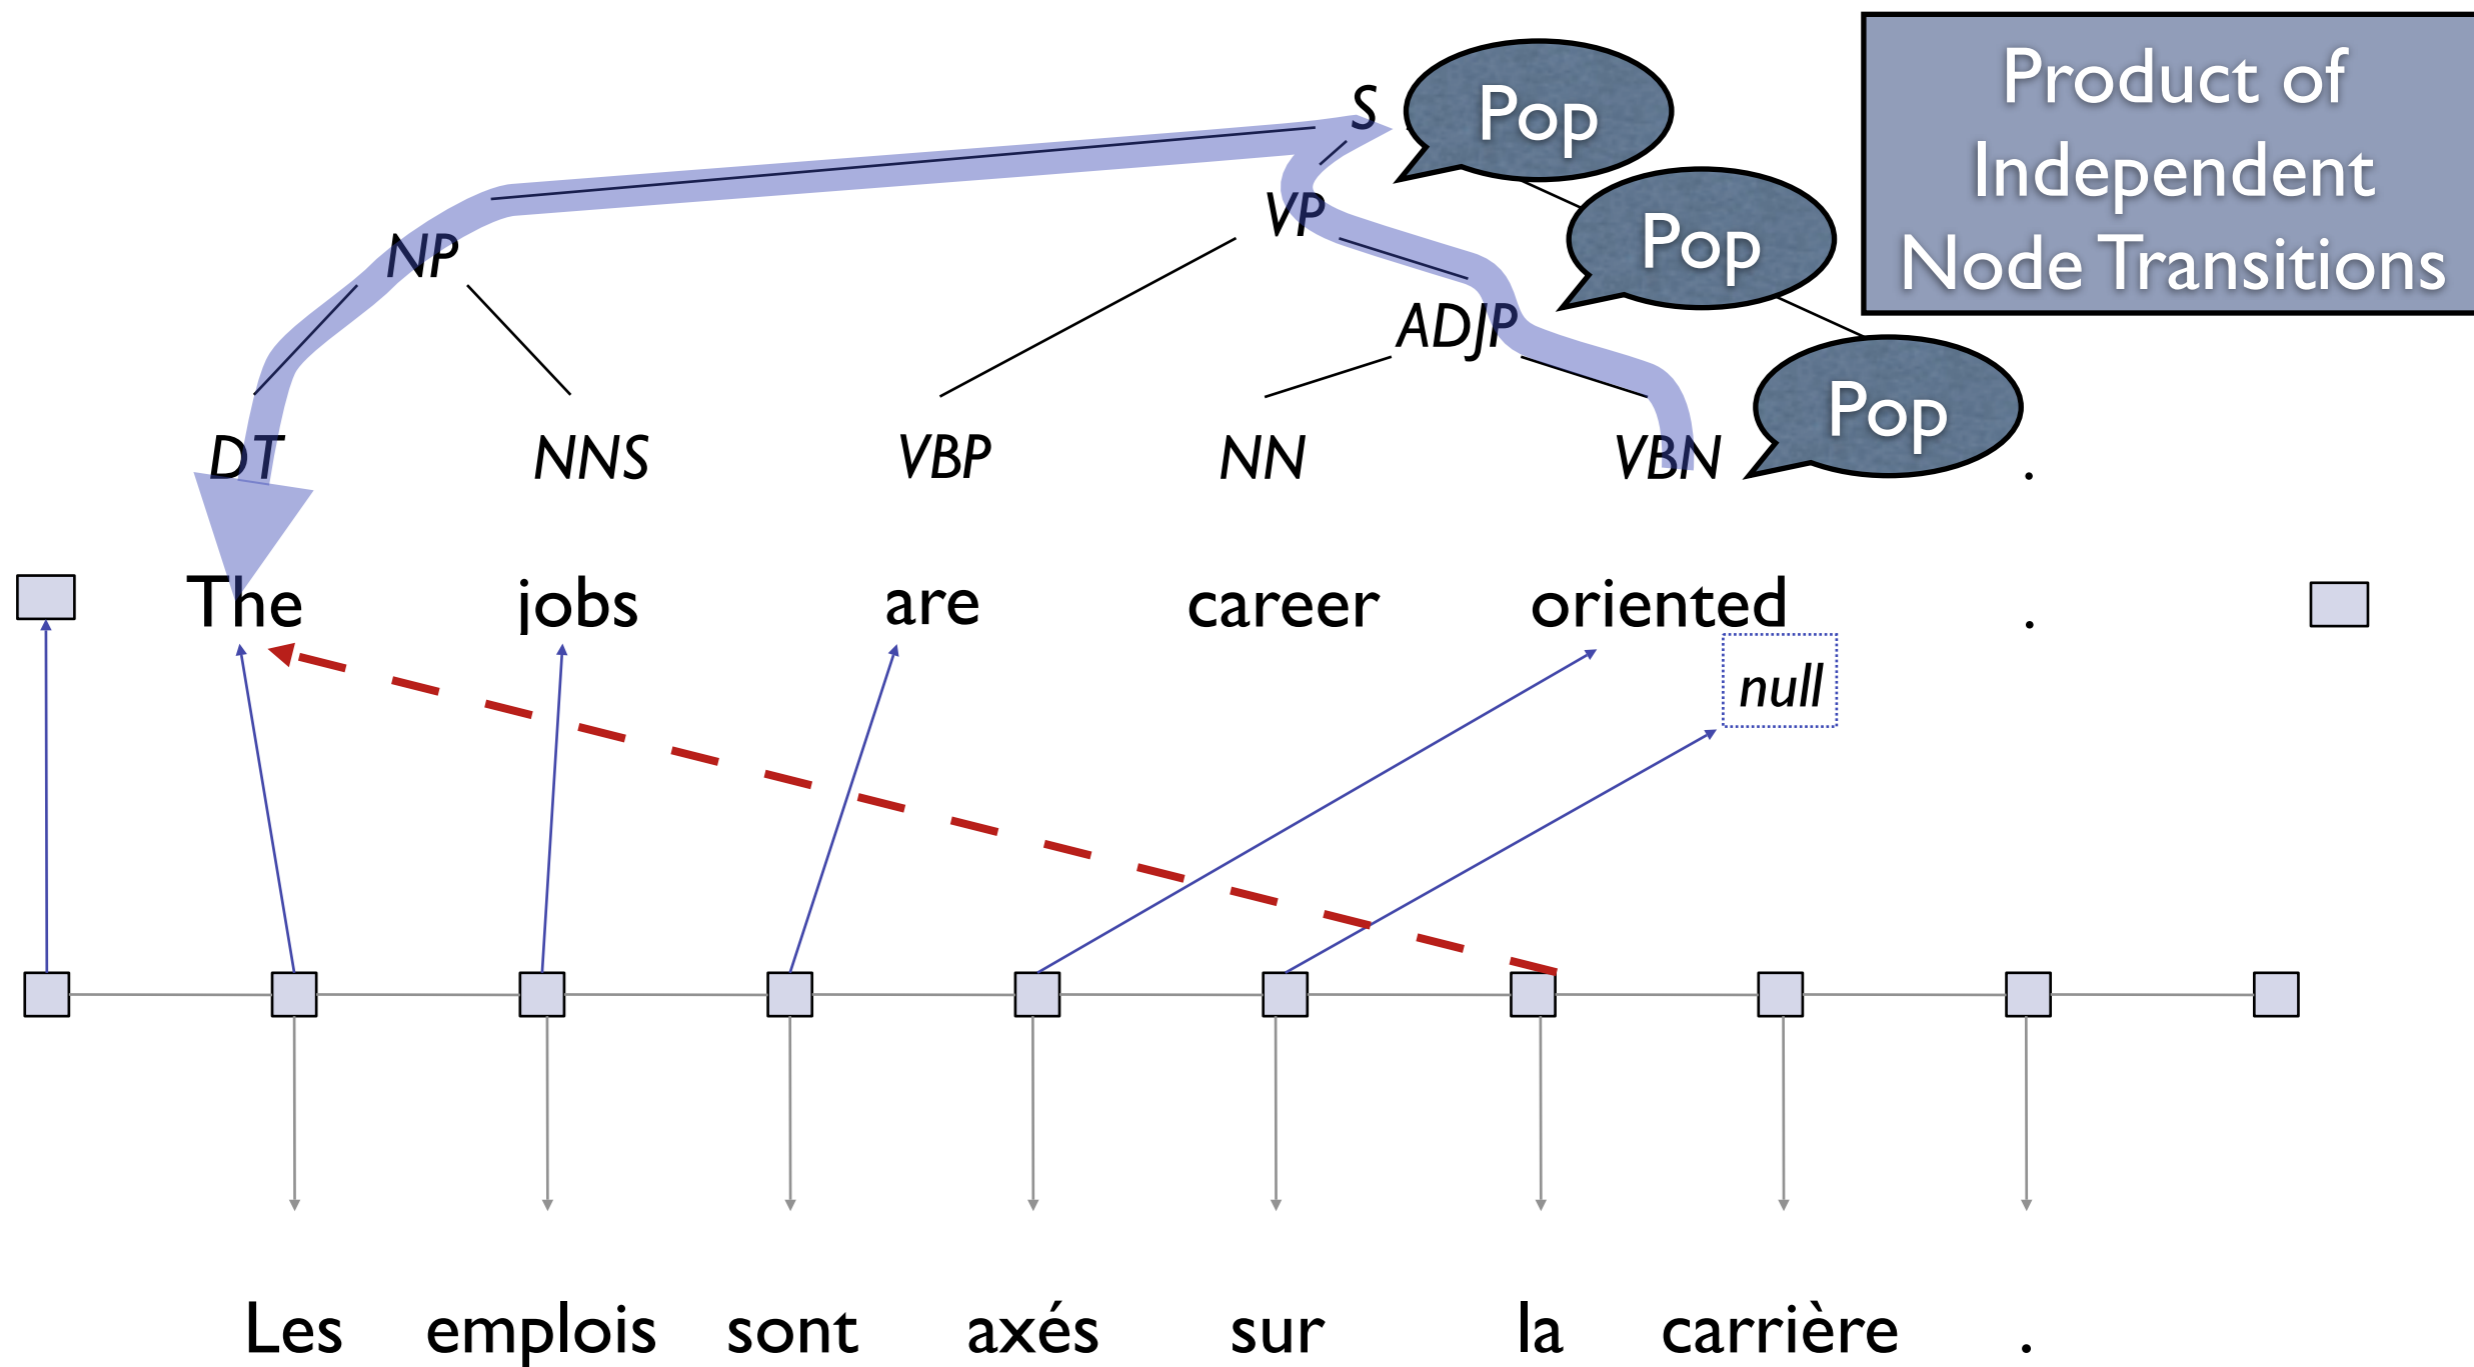 Product of
Independent
Node Transitions
S
Pop
VP
Pop
NP
ADJP
Pop
DT NNS VBP NN VBN .
The jobs are career oriented .
null
Les emplois sont axés sur la carrière .